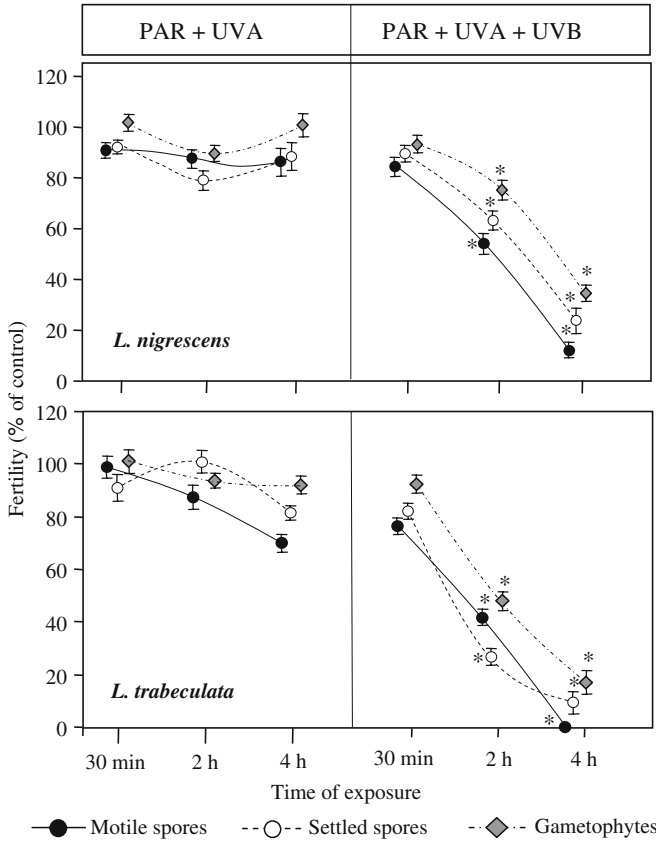 PAR + UVA
PAR + UVA + UVB
120
100
80
60
40
20
0
L. nigrescens
* * * * * *
120
100
80
60
40
20
0
L. trabeculata
* * * * * *
Fertility (% of control)
30 min 2 h 4 h 30 min 2 h 4 h
Time of exposure
Motile spores Settled spores Gametophytes